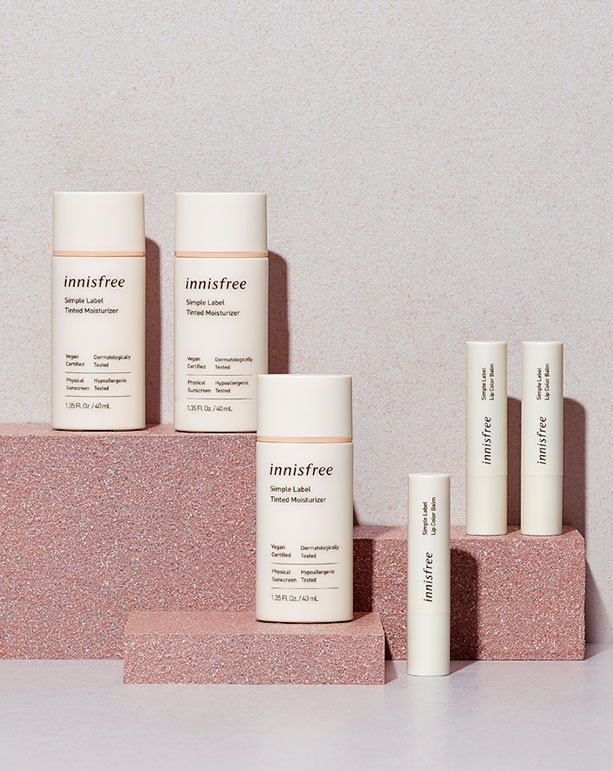 innisfree
Simple Label
Tinted Moisturizer
Vegan Certified
Dermatologically Tested
Physical Sunscreen
Hypoallergenic Tested
1.35 Fl. Oz. / 40 mL
innisfree
Simple Label
Tinted Moisturizer
Vegan Certified
Dermatologically Tested
Physical Sunscreen
Hypoallergenic Tested
1.35 Fl. Oz. / 40 mL
innisfree
Simple Label
Tinted Moisturizer
Vegan Certified
Dermatologically Tested
Physical Sunscreen
Hypoallergenic Tested
1.35 Fl. Oz. / 40 mL
innisfree
Simple Label
Lip Color Balm
innisfree
Simple Label
Lip Color Balm
innisfree
Simple Label
Lip Color Balm